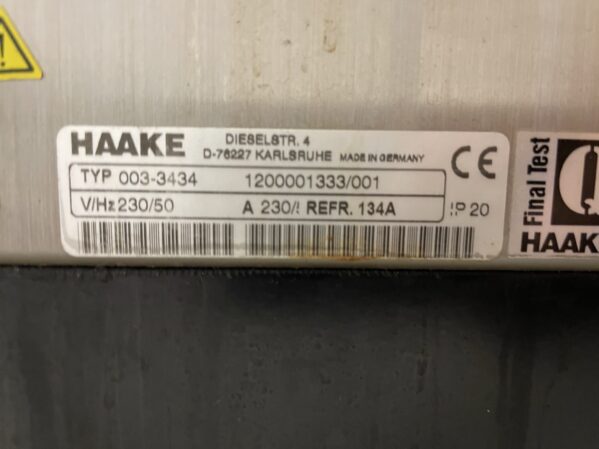 HAAKE DIESELSTR. 4
D-76227 KARLSRUHE MADE IN GERMANY
CE
TYP 003-3434 1200001333/001
V/Hz 230/50 A 230/ REFR. 134A
IP 20
Final Test
HAAKE